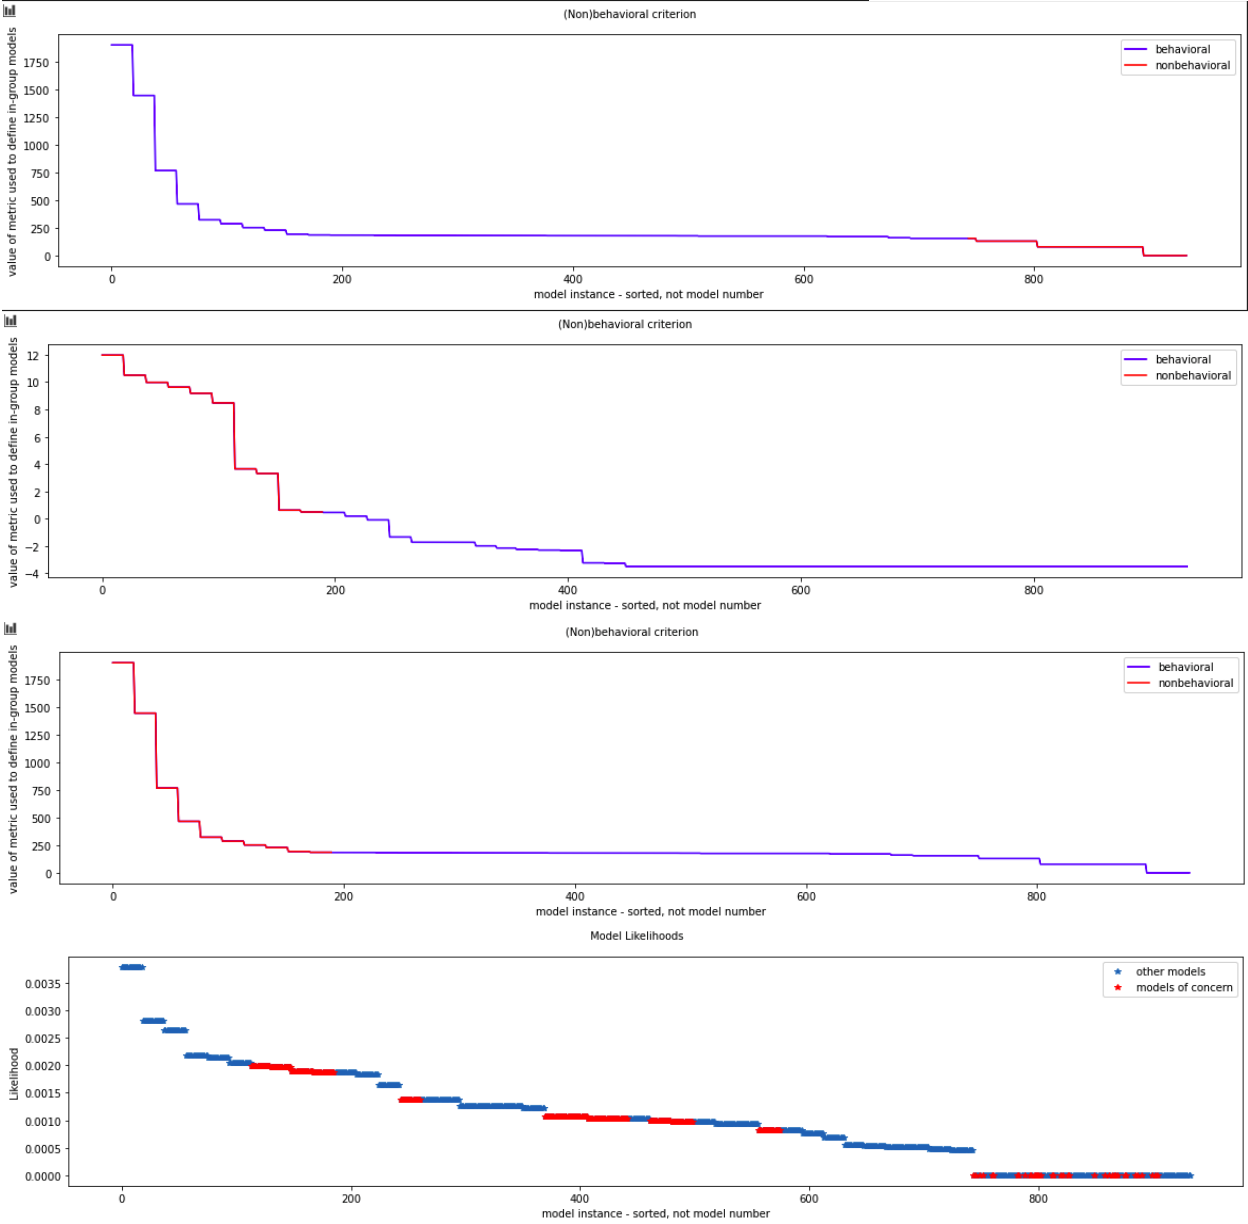 (Non)behavioral criterion
value of metric used to define in-group models
1750
1500
1250
1000
750
500
250
0
behavioral
nonbehavioral
0
200
400
600
800
model instance - sorted, not model number
(Non)behavioral criterion
value of metric used to define in-group models
12
10
8
6
4
2
0
−2
−4
behavioral
nonbehavioral
0
200
400
600
800
model instance - sorted, not model number
(Non)behavioral criterion
value of metric used to define in-group models
1750
1500
1250
1000
750
500
250
0
behavioral
nonbehavioral
0
200
400
600
800
model instance - sorted, not model number
Model Likelihoods
Likelihood
0.0035
0.0030
0.0025
0.0020
0.0015
0.0010
0.0005
0.0000
other models
models of concern
0
200
400
600
800
model instance - sorted, not model number